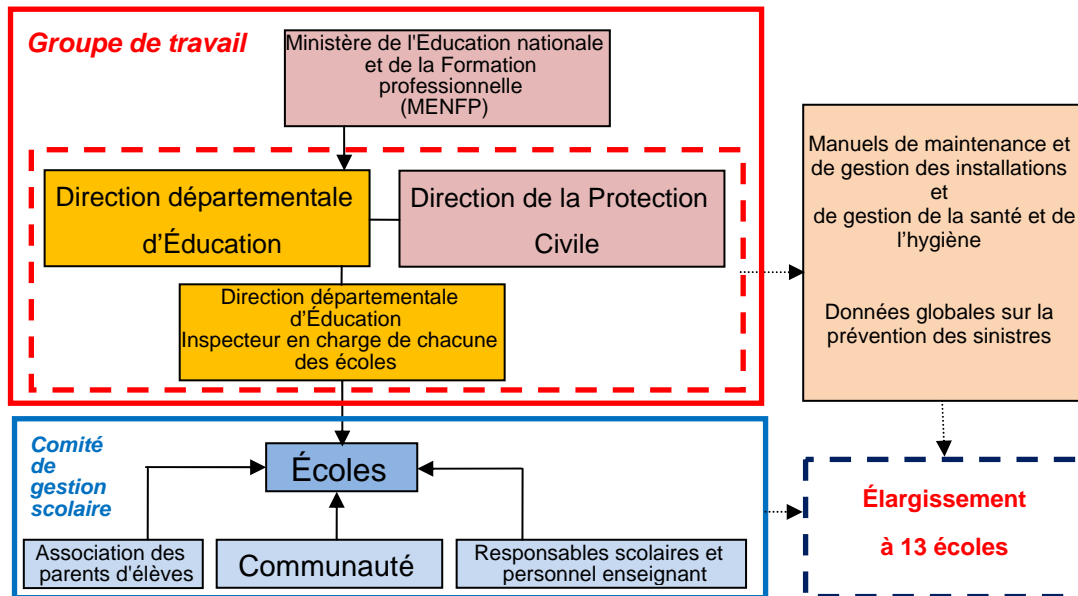 Groupe de travail
Ministère de l'Education nationale
et de la Formation
professionnelle
(MENFP)
Direction départementale
d'Éducation
Direction de la Protection
Civile
Direction départementale
d'Éducation
Inspecteur en charge de chacune
des écoles
Manuels de maintenance et
de gestion des installations
et
de gestion de la santé et de
l'hygiène
Données globales sur la
prévention des sinistres
Comité
de
gestion
scolaire
Écoles
Association des
parents d'élèves
Communauté
Responsables scolaires et
personnel enseignant
Élargissement
à 13 écoles